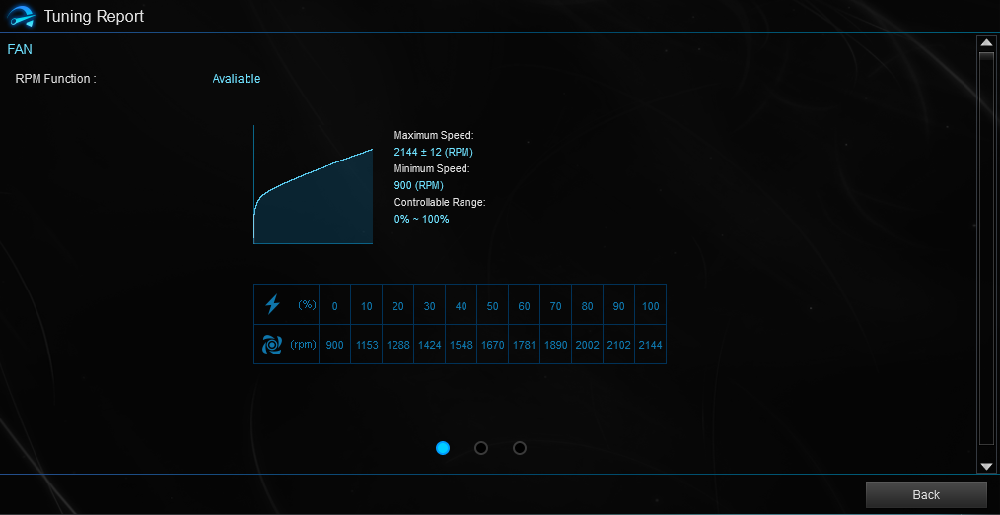 Tuning Report
FAN
RPM Function : Avaliable
Maximum Speed:
2144 ± 12 (RPM)
Minimum Speed:
900 (RPM)
Controllable Range:
0% ~ 100%
(%) 0 10 20 30 40 50 60 70 80 90 100
(rpm) 900 1153 1288 1424 1548 1670 1781 1890 2002 2102 2144
Back